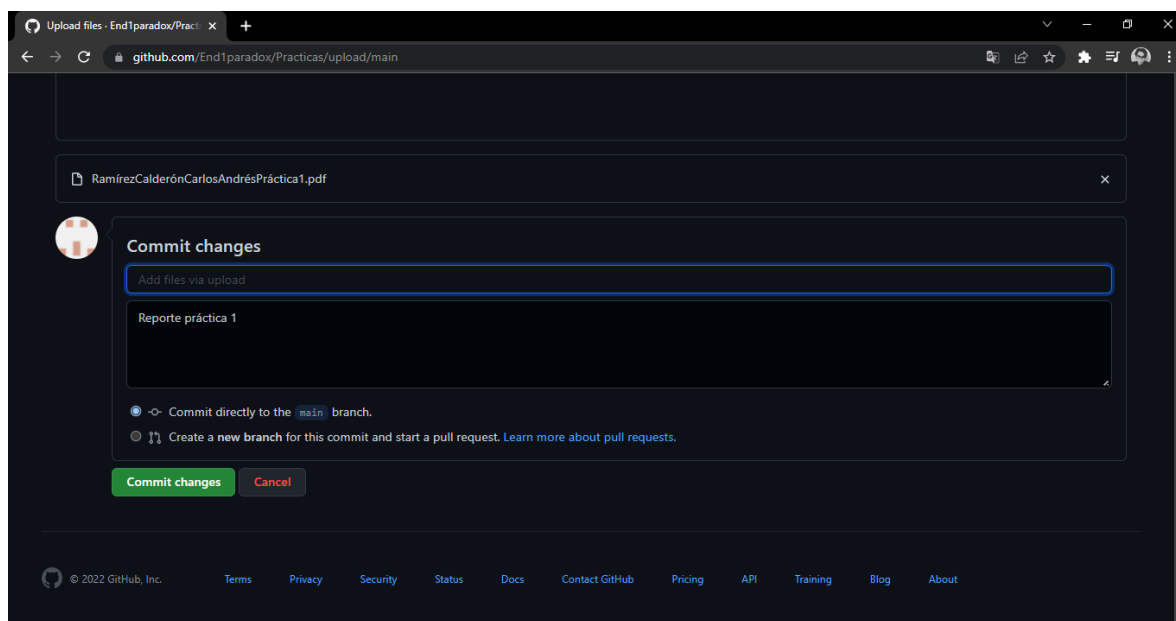 Upload files · End1paradox/Practi
github.com/End1paradox/Practicas/upload/main
RamírezCalderónCarlosAndrésPráctica1.pdf
Commit changes
Add files via upload
Reporte práctica 1
Commit directly to the main branch.
Create a new branch for this commit and start a pull request. Learn more about pull requests.
Commit changes Cancel
© 2022 GitHub, Inc. Terms Privacy Security Status Docs Contact GitHub Pricing API Training Blog About